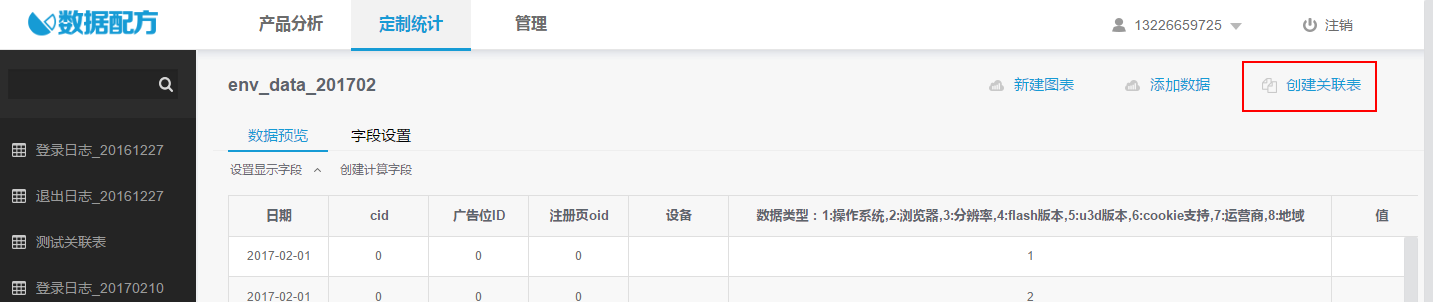 数据配方 产品分析 定制统计 管理 13226659725 注销
env_data_201702 新建图表 添加数据 创建关联表
数据预览 字段设置
登录日志_20161227
设置显示字段 创建计算字段
退出日志_20161227
日期 cid 广告位ID 注册页oid 设备 数据类型：1:操作系统,2:浏览器,3:分辨率,4:flash版本,5:u3d版本,6:cookie支持,7:运营商,8:地域 值
测试关联表
2017-02-01 0 0 0 1
登录日志_20170210
2017-02-01 0 0 0 2